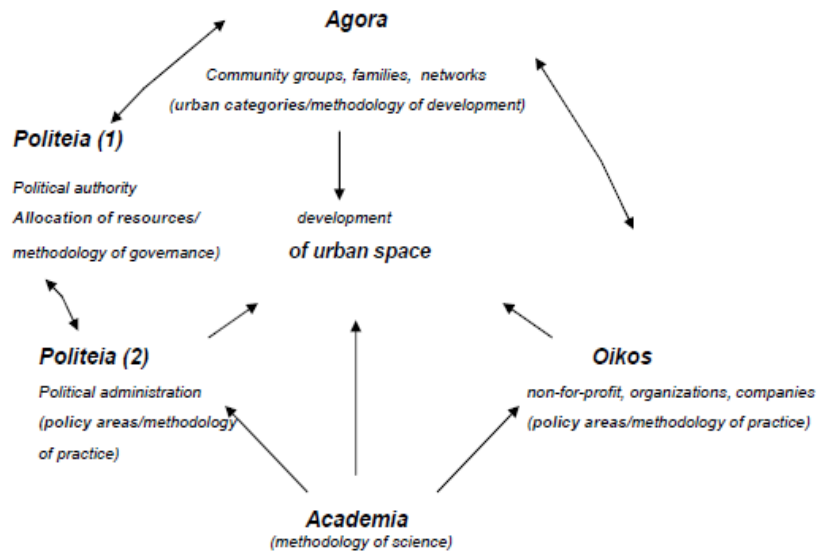 Agora
Community groups, families, networks
(urban categories/methodology of development)
Politeia (1)
Political authority
Allocation of resources/
methodology of governance)
development
of urban space
Politeia (2)
Political administration
(policy areas/methodology
of practice)
Oikos
non-for-profit, organizations, companies
(policy areas/methodology of practice)
Academia
(methodology of science)